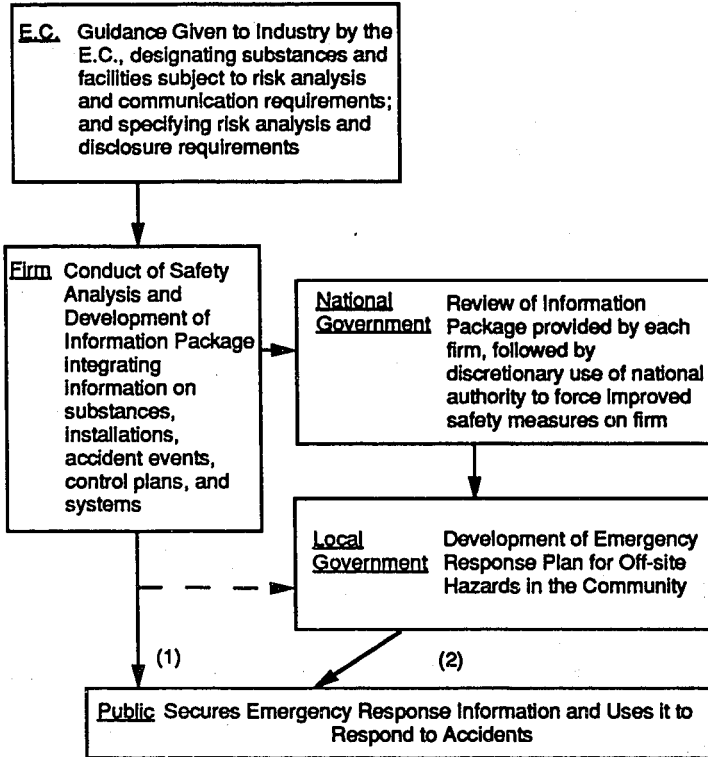 E.C. Guidance Given to Industry by the
E.C., designating substances and
facilities subject to risk analysis
and communication requirements;
and specifying risk analysis and
disclosure requirements
Firm Conduct of Safety
Analysis and
Development of
Information Package
integrating
information on
substances,
installations,
accident events,
control plans, and
systems
National
Government
Review of Information
Package provided by each
firm, followed by
discretionary use of national
authority to force improved
safety measures on firm
Local
Government
Development of Emergency
Response Plan for Off-site
Hazards in the Community
(1)
(2)
Public Secures Emergency Response Information and Uses it to
Respond to Accidents